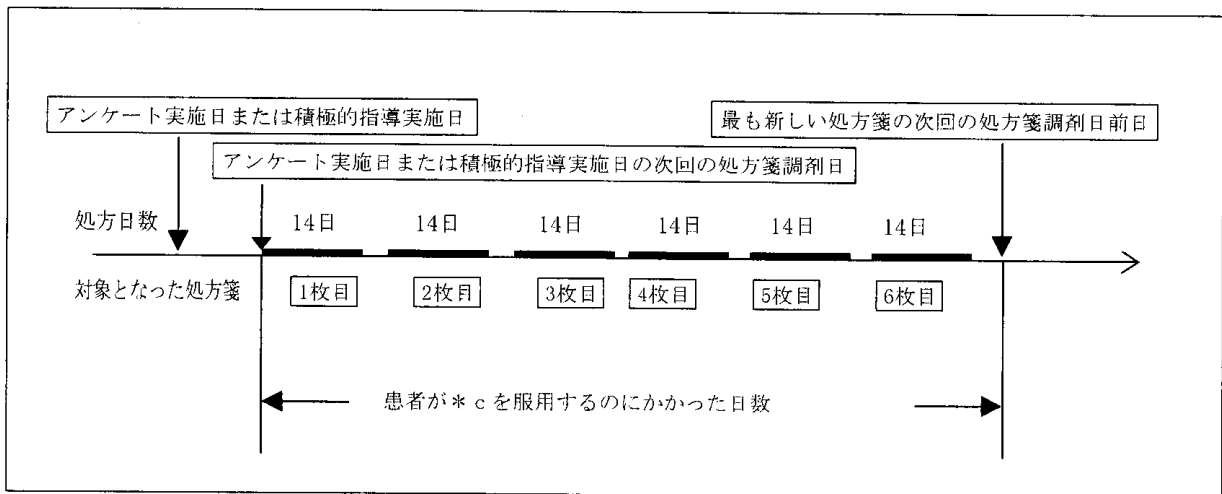 アンケート実施日または積極的指導実施日
最も新しい処方箋の次回の処方箋調剤日前日
アンケート実施日または積極的指導実施日の次回の処方箋調剤日
処方日数
14日 14日 14日 14日 14日 14日
対象となった処方箋
1枚目 2枚目 3枚目 4枚目 5枚目 6枚目
患者が*cを服用するのにかかった日数